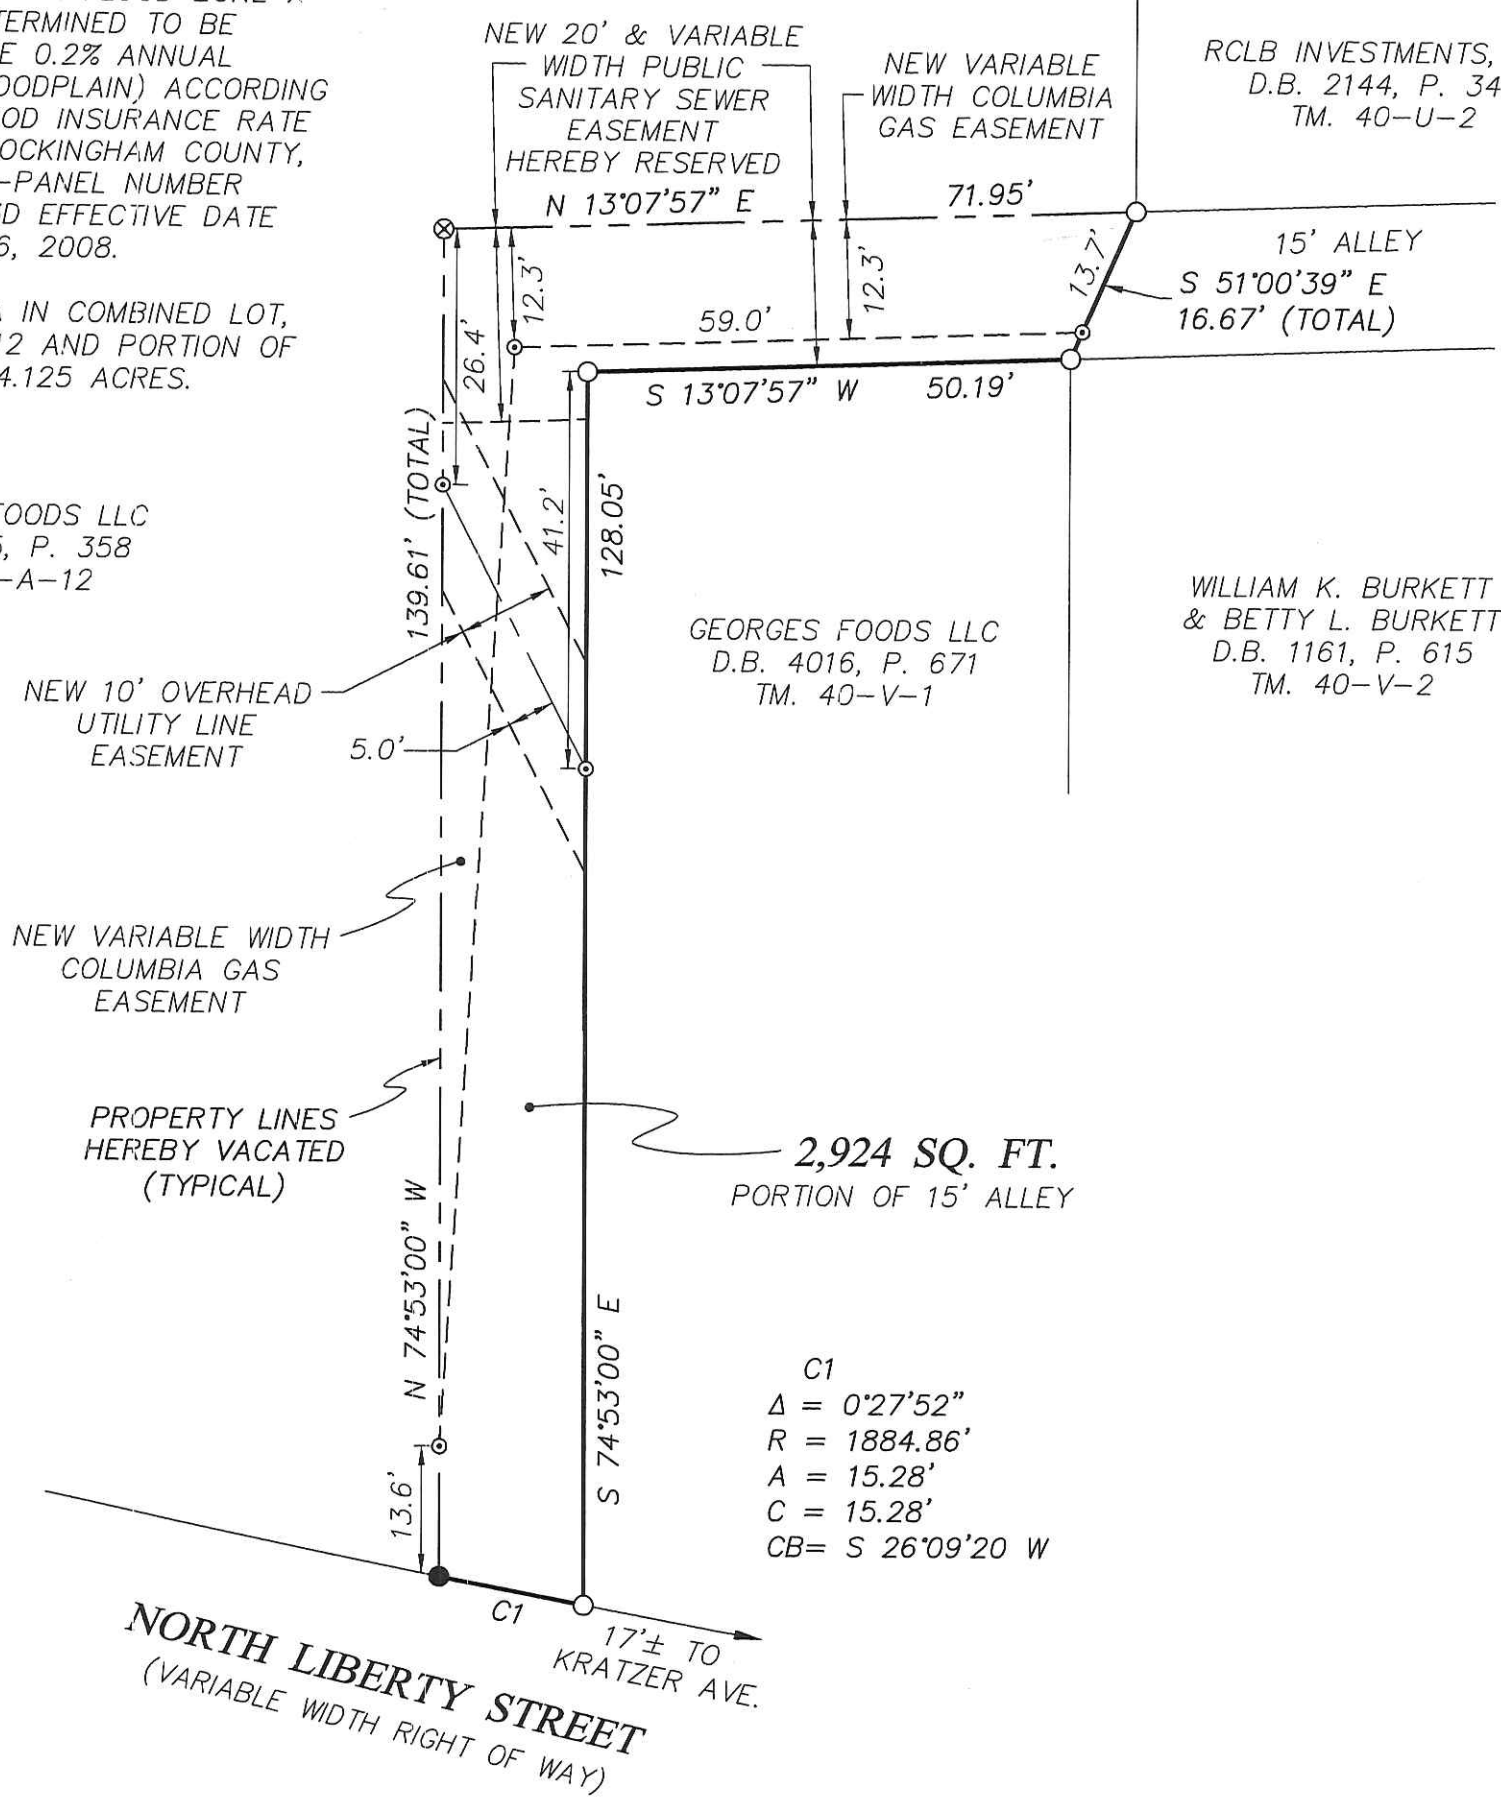 TERMINED TO BE
E 0.2% ANNUAL
OODPLAIN) ACCORDING
OD INSURANCE RATE
OCKINGHAM COUNTY,
-PANEL NUMBER
D EFFECTIVE DATE
6, 2008.
IN COMBINED LOT,
12 AND PORTION OF
4.125 ACRES.
OODS LLC
, P. 358
-A-12
NEW 20' & VARIABLE
WIDTH PUBLIC
SANITARY SEWER
EASEMENT
HEREBY RESERVED
NEW VARIABLE
WIDTH COLUMBIA
GAS EASEMENT
RCLB INVESTMENTS,
D.B. 2144, P. 34
TM. 40-U-2
N 13°07'57" E
71.95'
15' ALLEY
S 51°00'39" E
16.67' (TOTAL)
13.7'
12.3'
12.3'
26.4'
59.0'
S 13°07'57" W
50.19'
139.61' (TOTAL)
41.2'
128.05'
GEORGES FOODS LLC
D.B. 4016, P. 671
TM. 40-V-1
WILLIAM K. BURKETT
& BETTY L. BURKETT
D.B. 1161, P. 615
TM. 40-V-2
NEW 10' OVERHEAD
UTILITY LINE
EASEMENT
5.0'
NEW VARIABLE WIDTH
COLUMBIA GAS
EASEMENT
PROPERTY LINES
HEREBY VACATED
(TYPICAL)
2,924 SQ. FT.
PORTION OF 15' ALLEY
N 74°53'00" W
S 74°53'00" E
13.6'
C1
Δ = 0°27'52"
R = 1884.86'
A = 15.28'
C = 15.28'
CB= S 26°09'20 W
C1
17'± TO
KRATZER AVE.
NORTH LIBERTY STREET
(VARIABLE WIDTH RIGHT OF WAY)